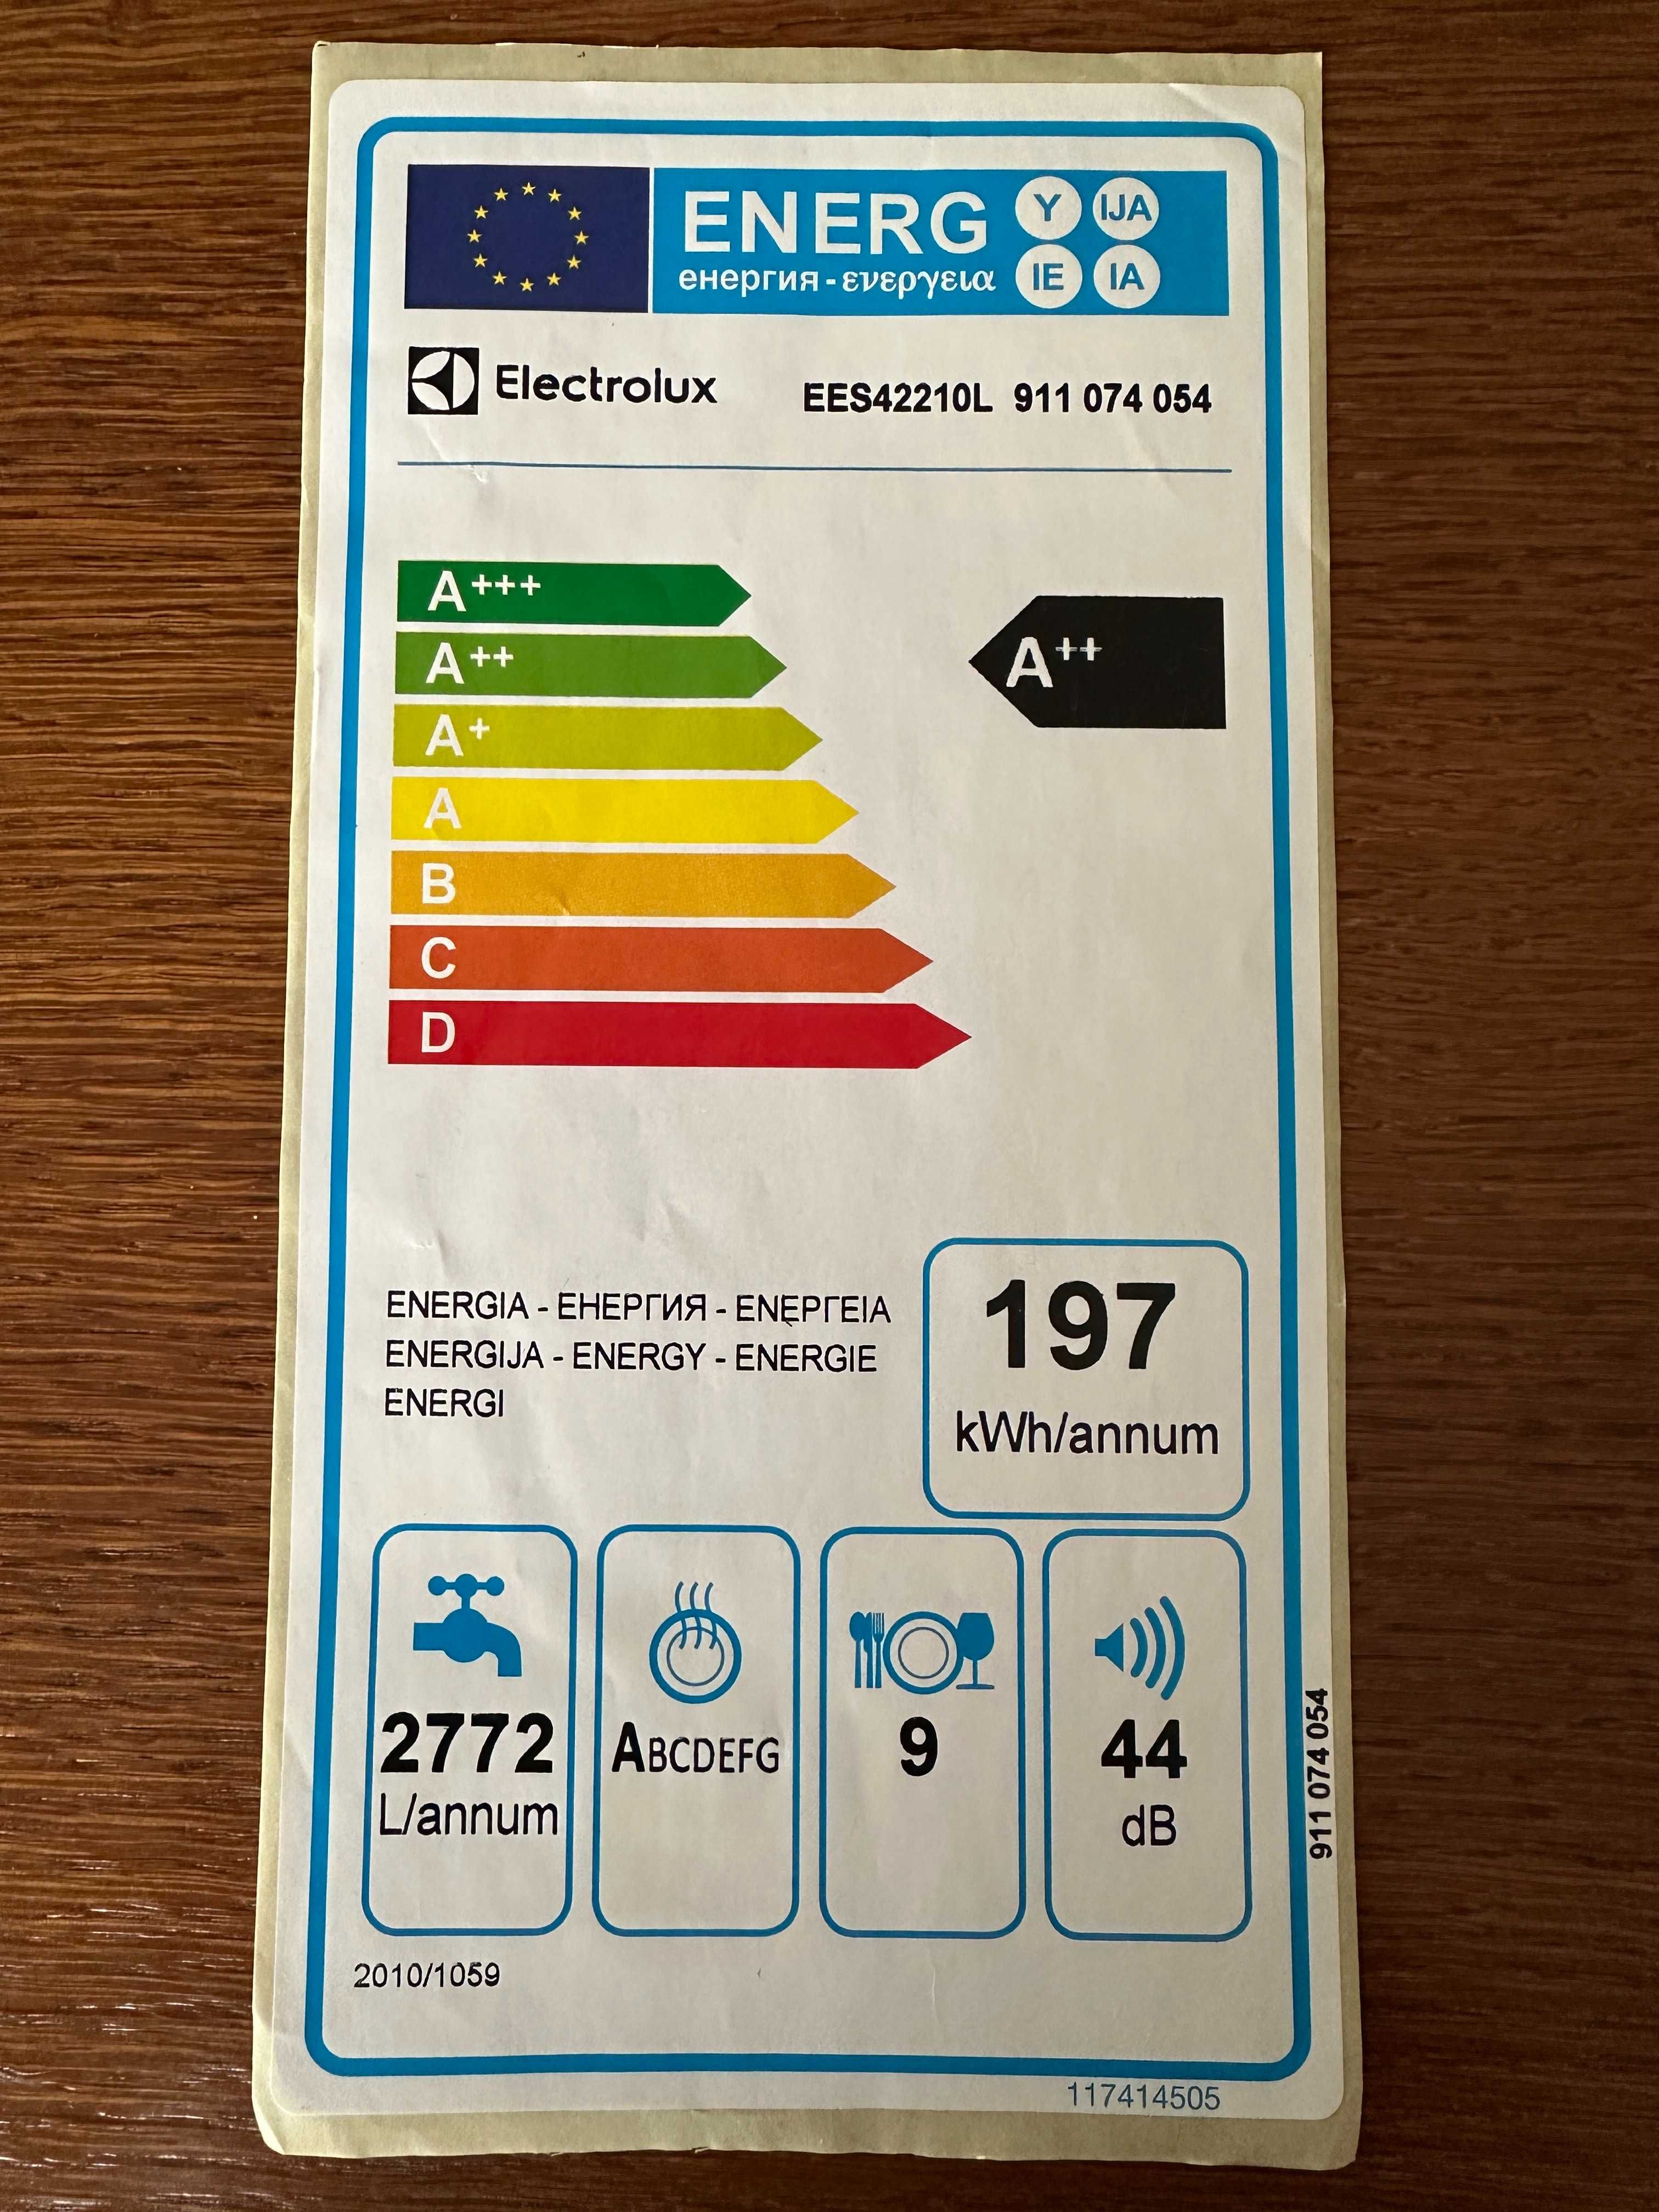 ENERG Y IJA
енергия - ενεργεια IE IA
Electrolux EES42210L 911 074 054
A+++
A++
A++
A+
A
B
C
D
197
kWh/annum
ENERGIA - ЕНЕРГИЯ - ΕΝΕΡΓΕΙΑ
ENERGIJA - ENERGY - ENERGIE
ENERGI
2772
L/annum
ABCDEFG
9
44
dB
911 074 054
2010/1059
117414505